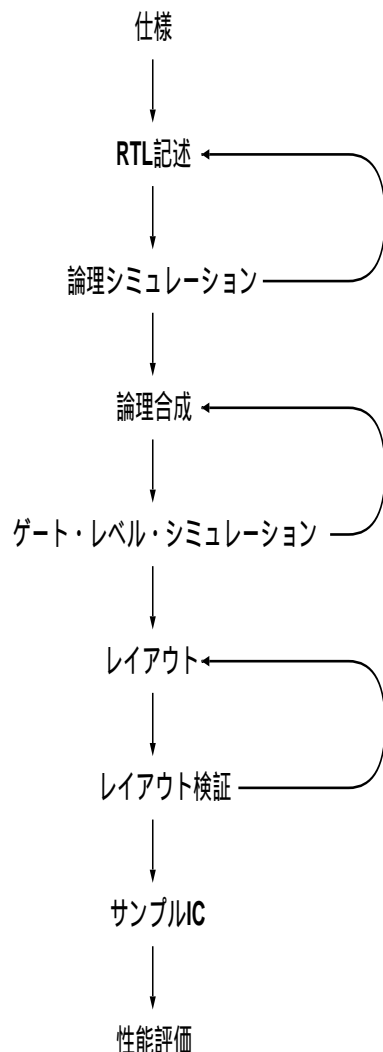 仕様
RTL記述
論理シミュレーション
論理合成
ゲート・レベル・シミュレーション
レイアウト
レイアウト検証
サンプルIC
性能評価